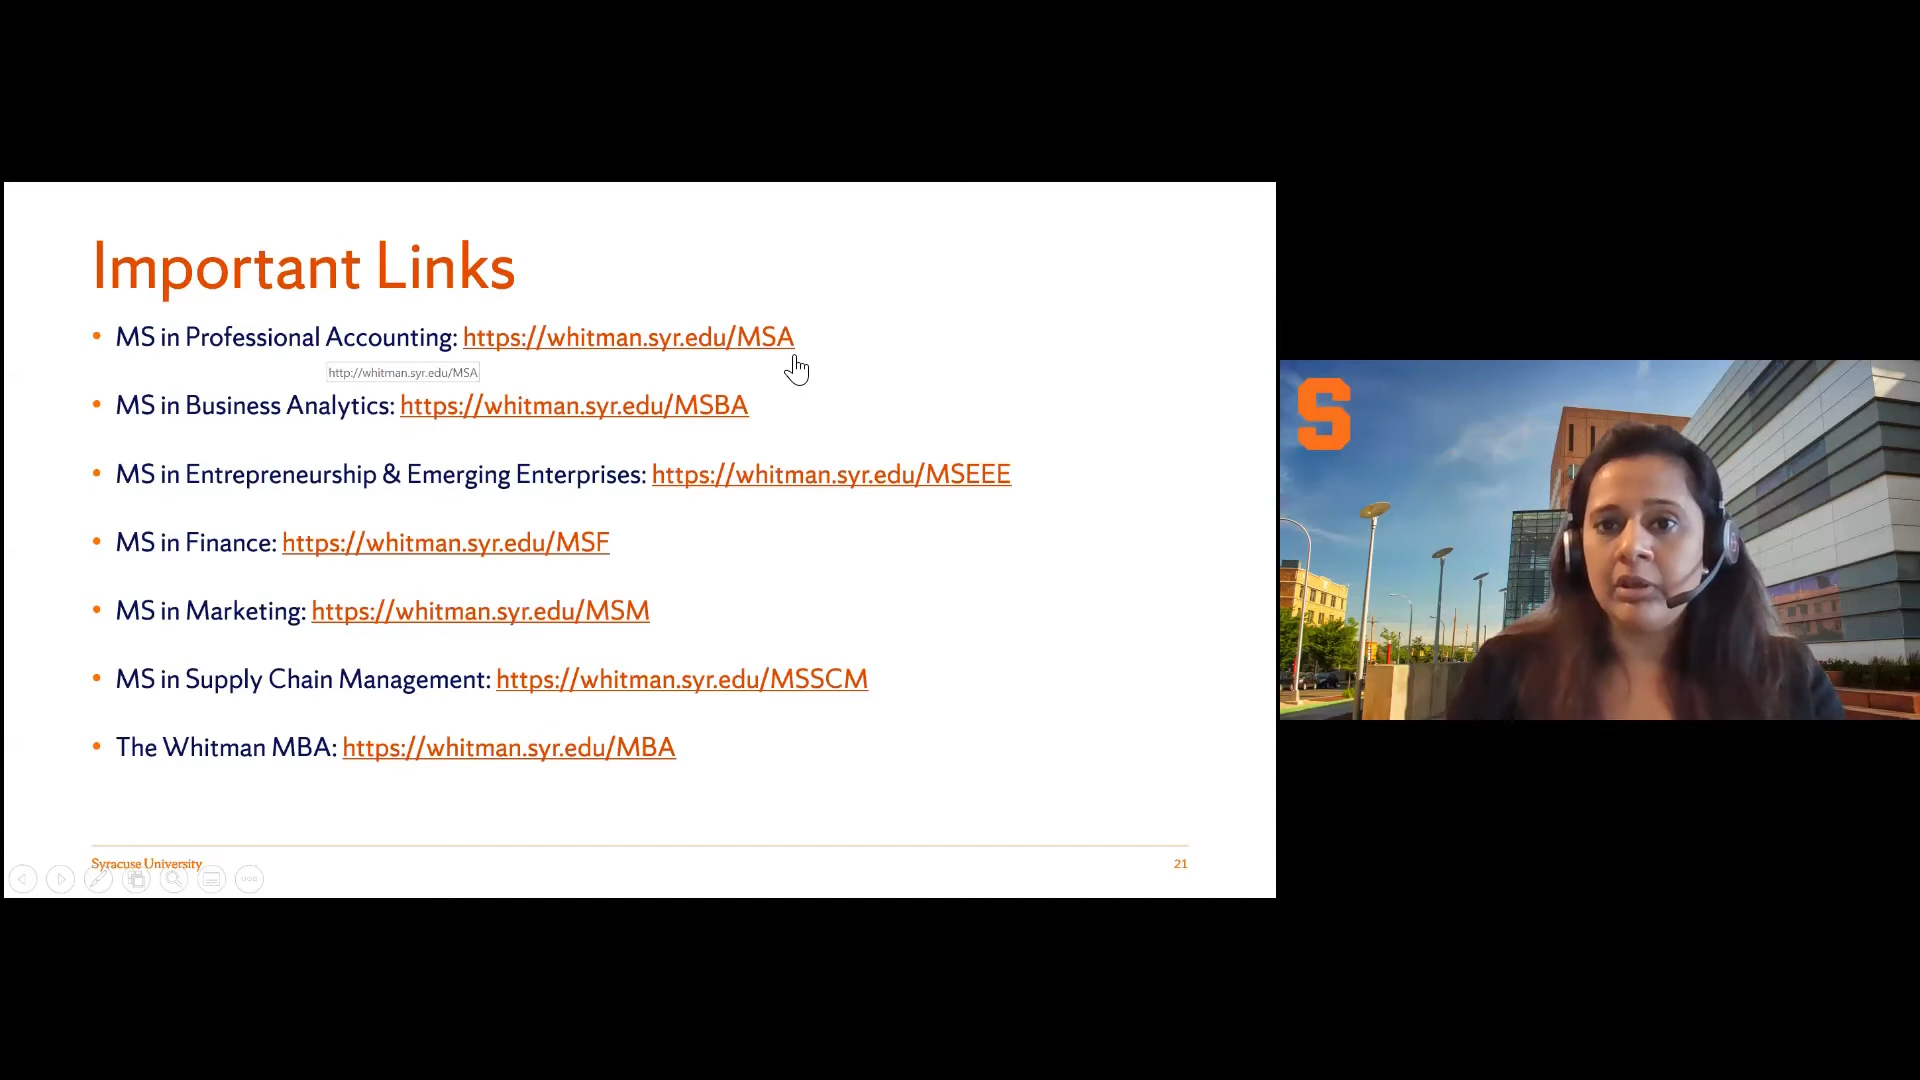 Important Links
• MS in Professional Accounting: https://whitman.syr.edu/MSA
http://whitman.syr.edu/MSA
• MS in Business Analytics: https://whitman.syr.edu/MSBA
• MS in Entrepreneurship & Emerging Enterprises: https://whitman.syr.edu/MSEEE
• MS in Finance: https://whitman.syr.edu/MSF
• MS in Marketing: https://whitman.syr.edu/MSM
• MS in Supply Chain Management: https://whitman.syr.edu/MSSCM
• The Whitman MBA: https://whitman.syr.edu/MBA
Syracuse University
21
S